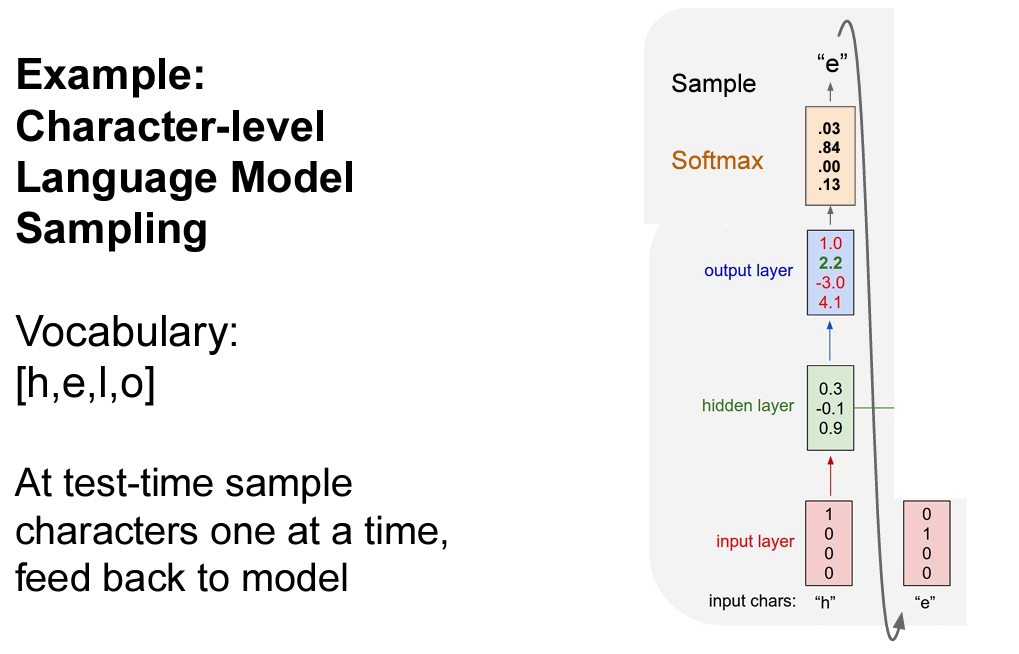 Example:
Character-level
Language Model
Sampling
Vocabulary:
[h,e,l,o]
At test-time sample
characters one at a time,
feed back to model
“e”
Sample
Softmax
.03
.84
.00
.13
output layer
1.0
2.2
-3.0
4.1
hidden layer
0.3
-0.1
0.9
input layer
1
0
0
0
0
1
0
0
input chars: “h” “e”